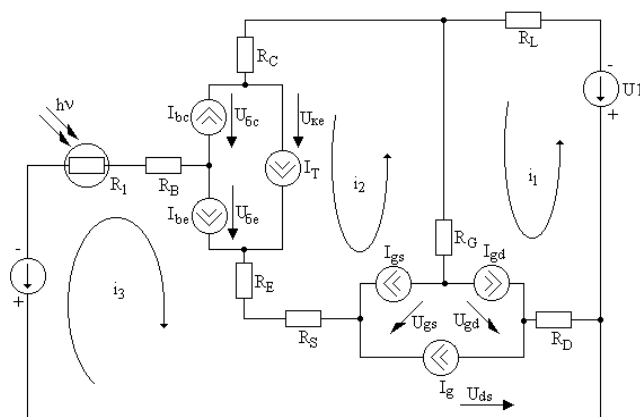 R_L
R_C
-
U1
+
hν
I_bc
U_бc
U_кe
R_1
R_B
I_T
i_2
i_1
I_be
U_бe
R_G
I_gs
I_gd
-
+
i_3
R_E
U_gs
U_gd
R_S
R_D
I_g
U_ds